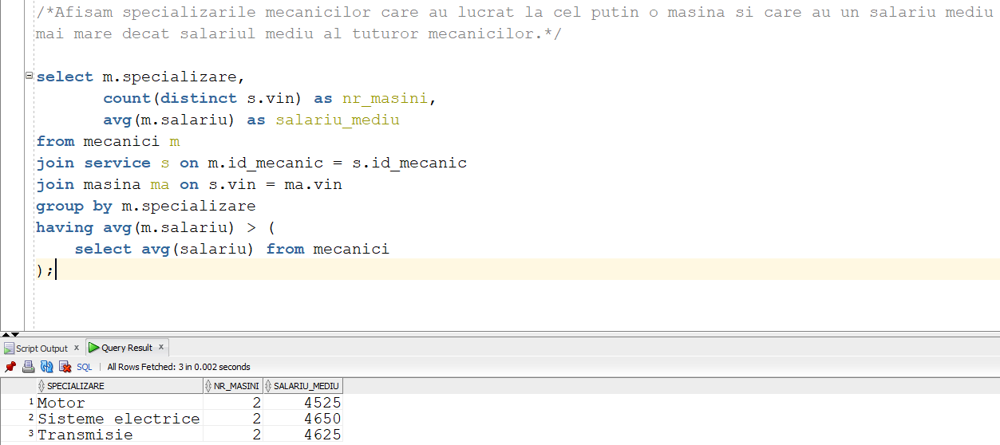 /*Afisam specializarile mecanicilor care au lucrat la cel putin o masina si care au un salariu mediu
mai mare decat salariul mediu al tuturor mecanicilor.*/
select m.specializare,
count(distinct s.vin) as nr_masini,
avg(m.salariu) as salariu_mediu
from mecanici m
join service s on m.id_mecanic = s.id_mecanic
join masina ma on s.vin = ma.vin
group by m.specializare
having avg(m.salariu) > (
select avg(salariu) from mecanici
);
Script Output x Query Result x
SQL | All Rows Fetched: 3 in 0.002 seconds
SPECIALIZARE NR_MASINI SALARIU_MEDIU
1 Motor 2 4525
2 Sisteme electrice 2 4650
3 Transmisie 2 4625